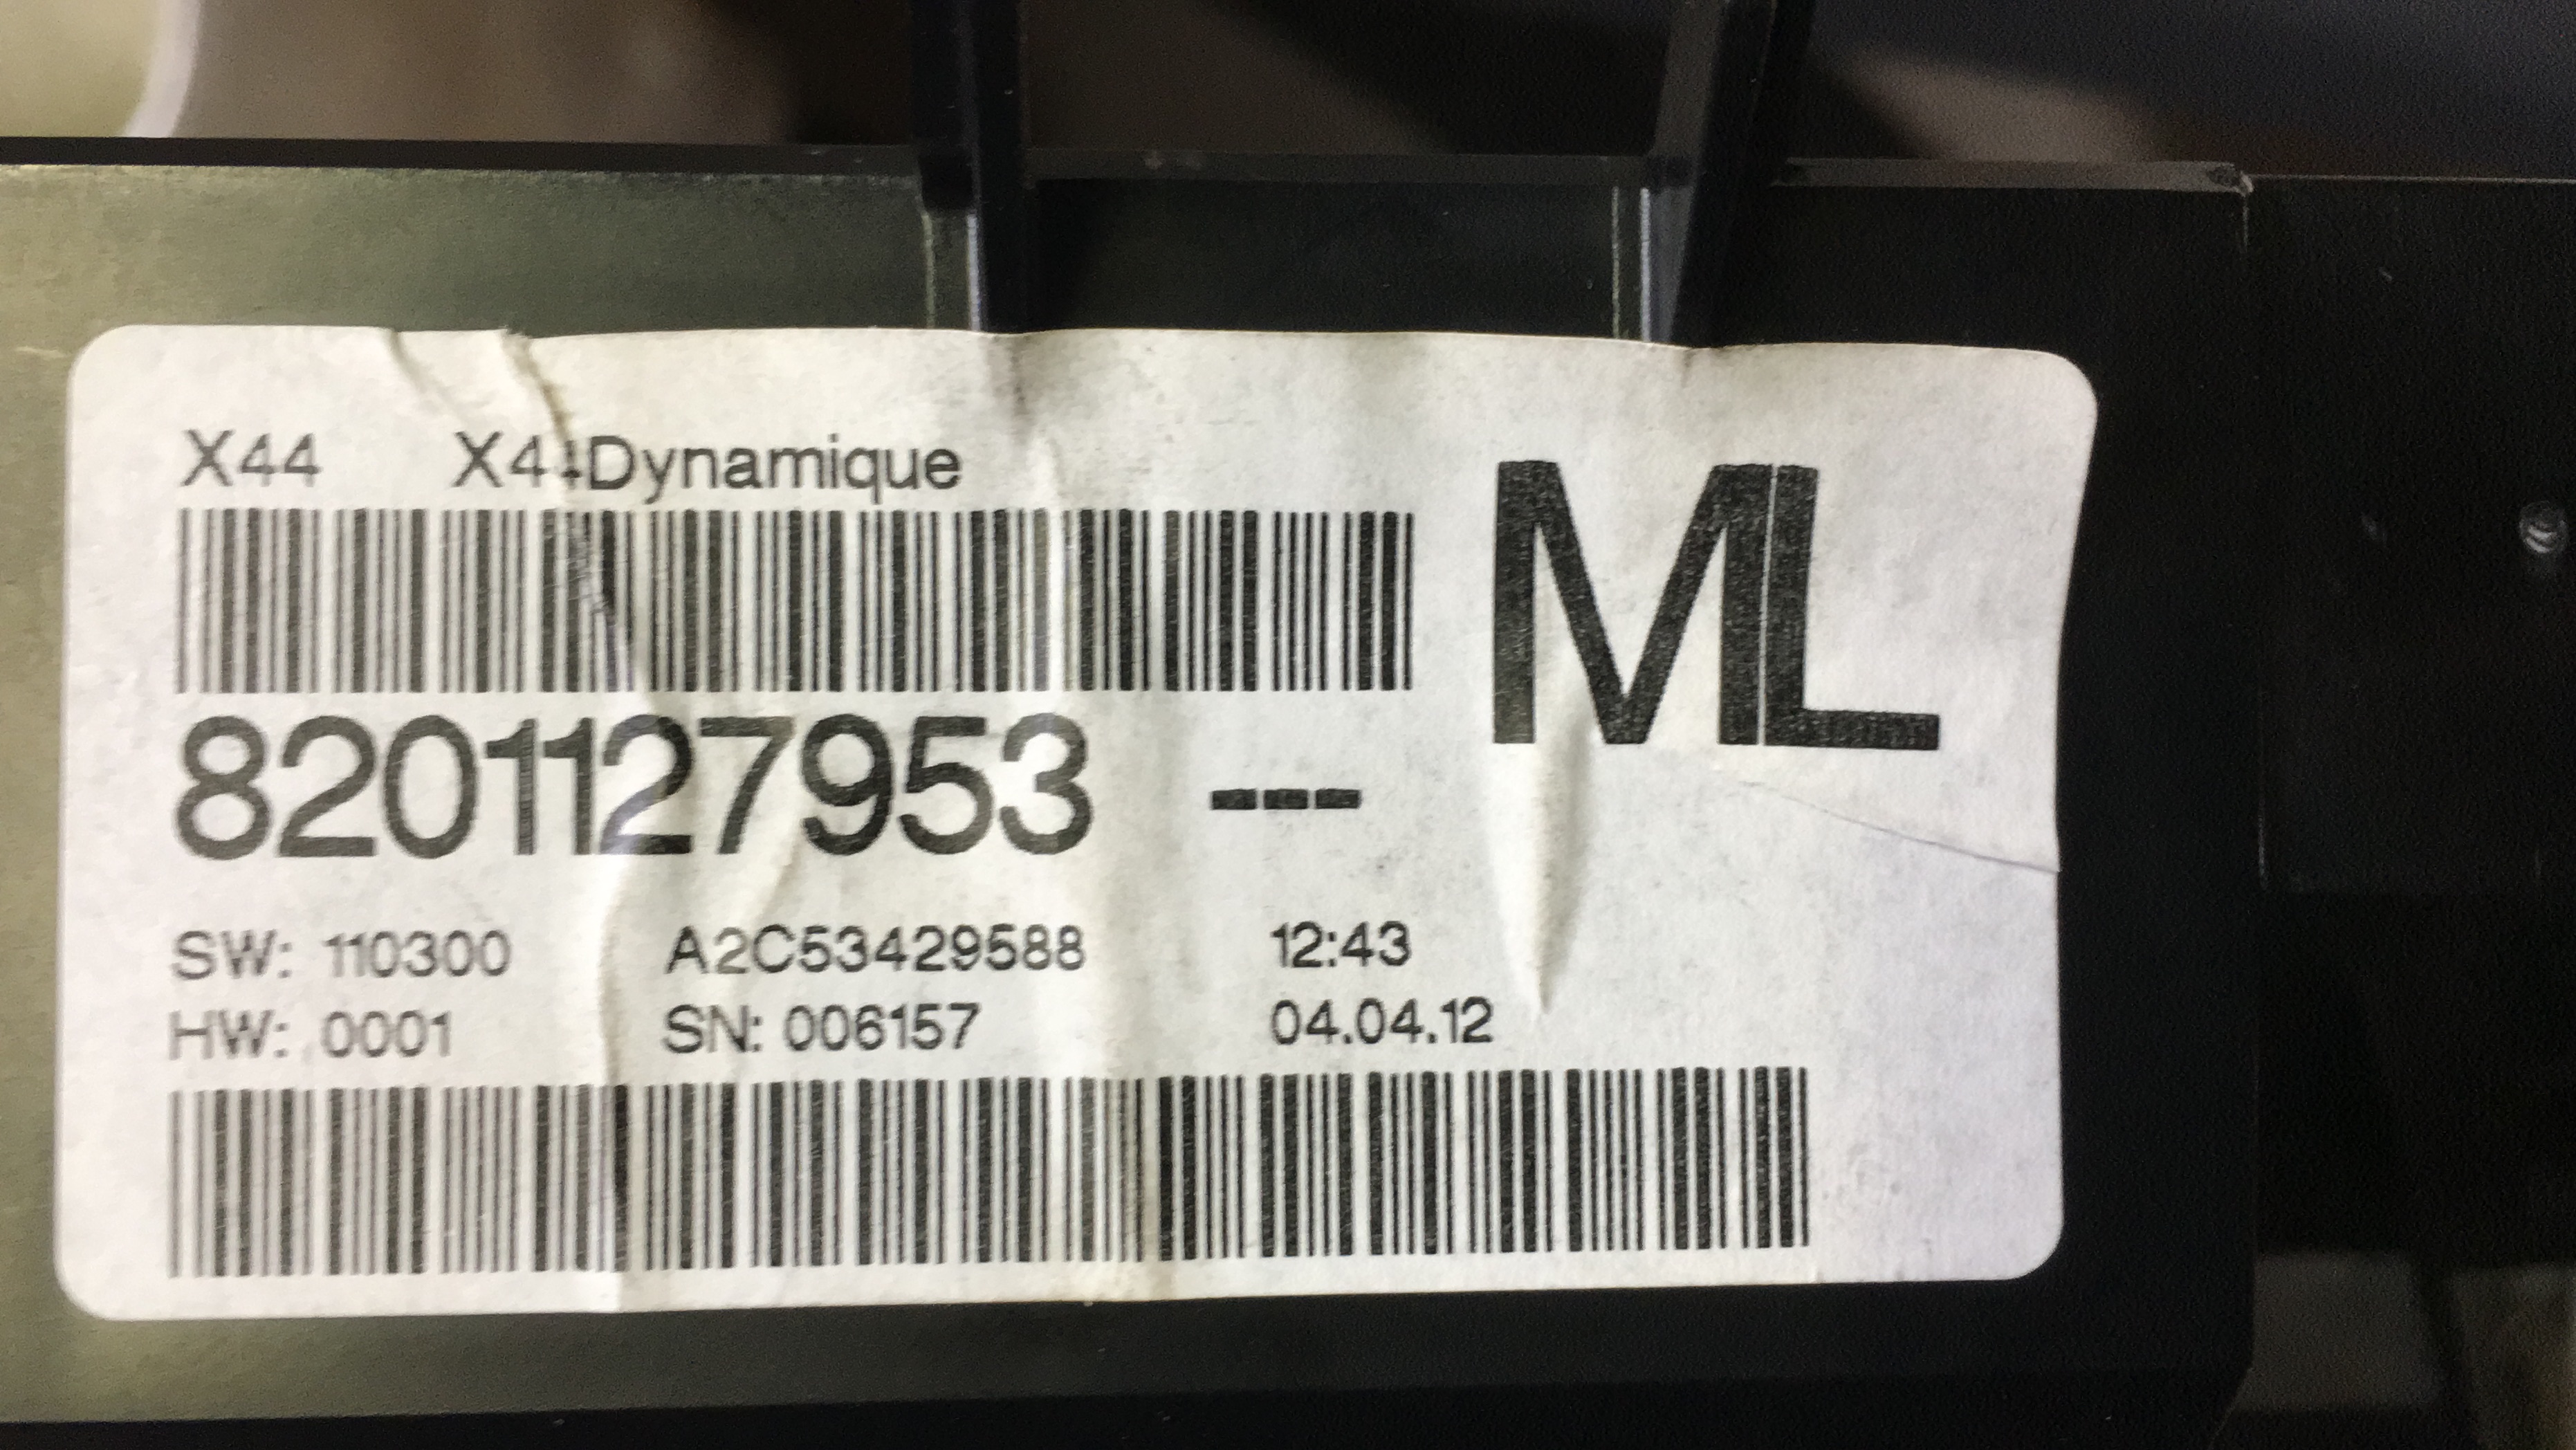 X44 X44Dynamique
ML
8201127953 ---
SW: 110300 A2C53429588 12:43
HW: 0001 SN: 006157 04.04.12